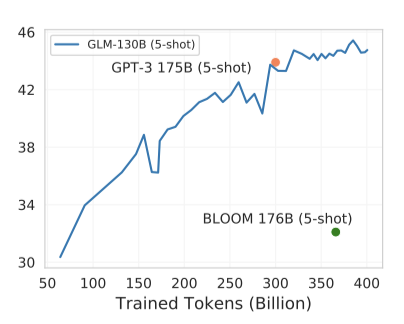 46
GLM-130B (5-shot)
GPT-3 175B (5-shot)
42
38
34
BLOOM 176B (5-shot)
30
50 100 150 200 250 300 350 400
Trained Tokens (Billion)